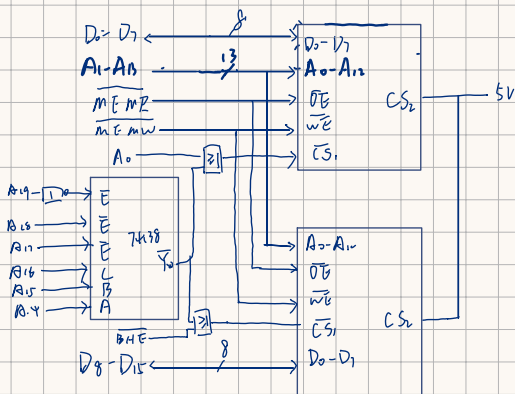 D₀-D₇
8
D₀-D₇
A₁-A₁₃
13
A₀-A₁₂
MEMR
OE
CS₂
5V
MEMW
WE
A₀
≥1
CS₁
A₁₉
1
E
A₁₈
E
74138
A₀-A₁₂
A₁₇
E
Y₀
OE
A₁₆
C
A₁₅
B
WE
A₁₄
A
≥1
CS₁
CS₂
BHE
D₈-D₁₅
8
D₀-D₇